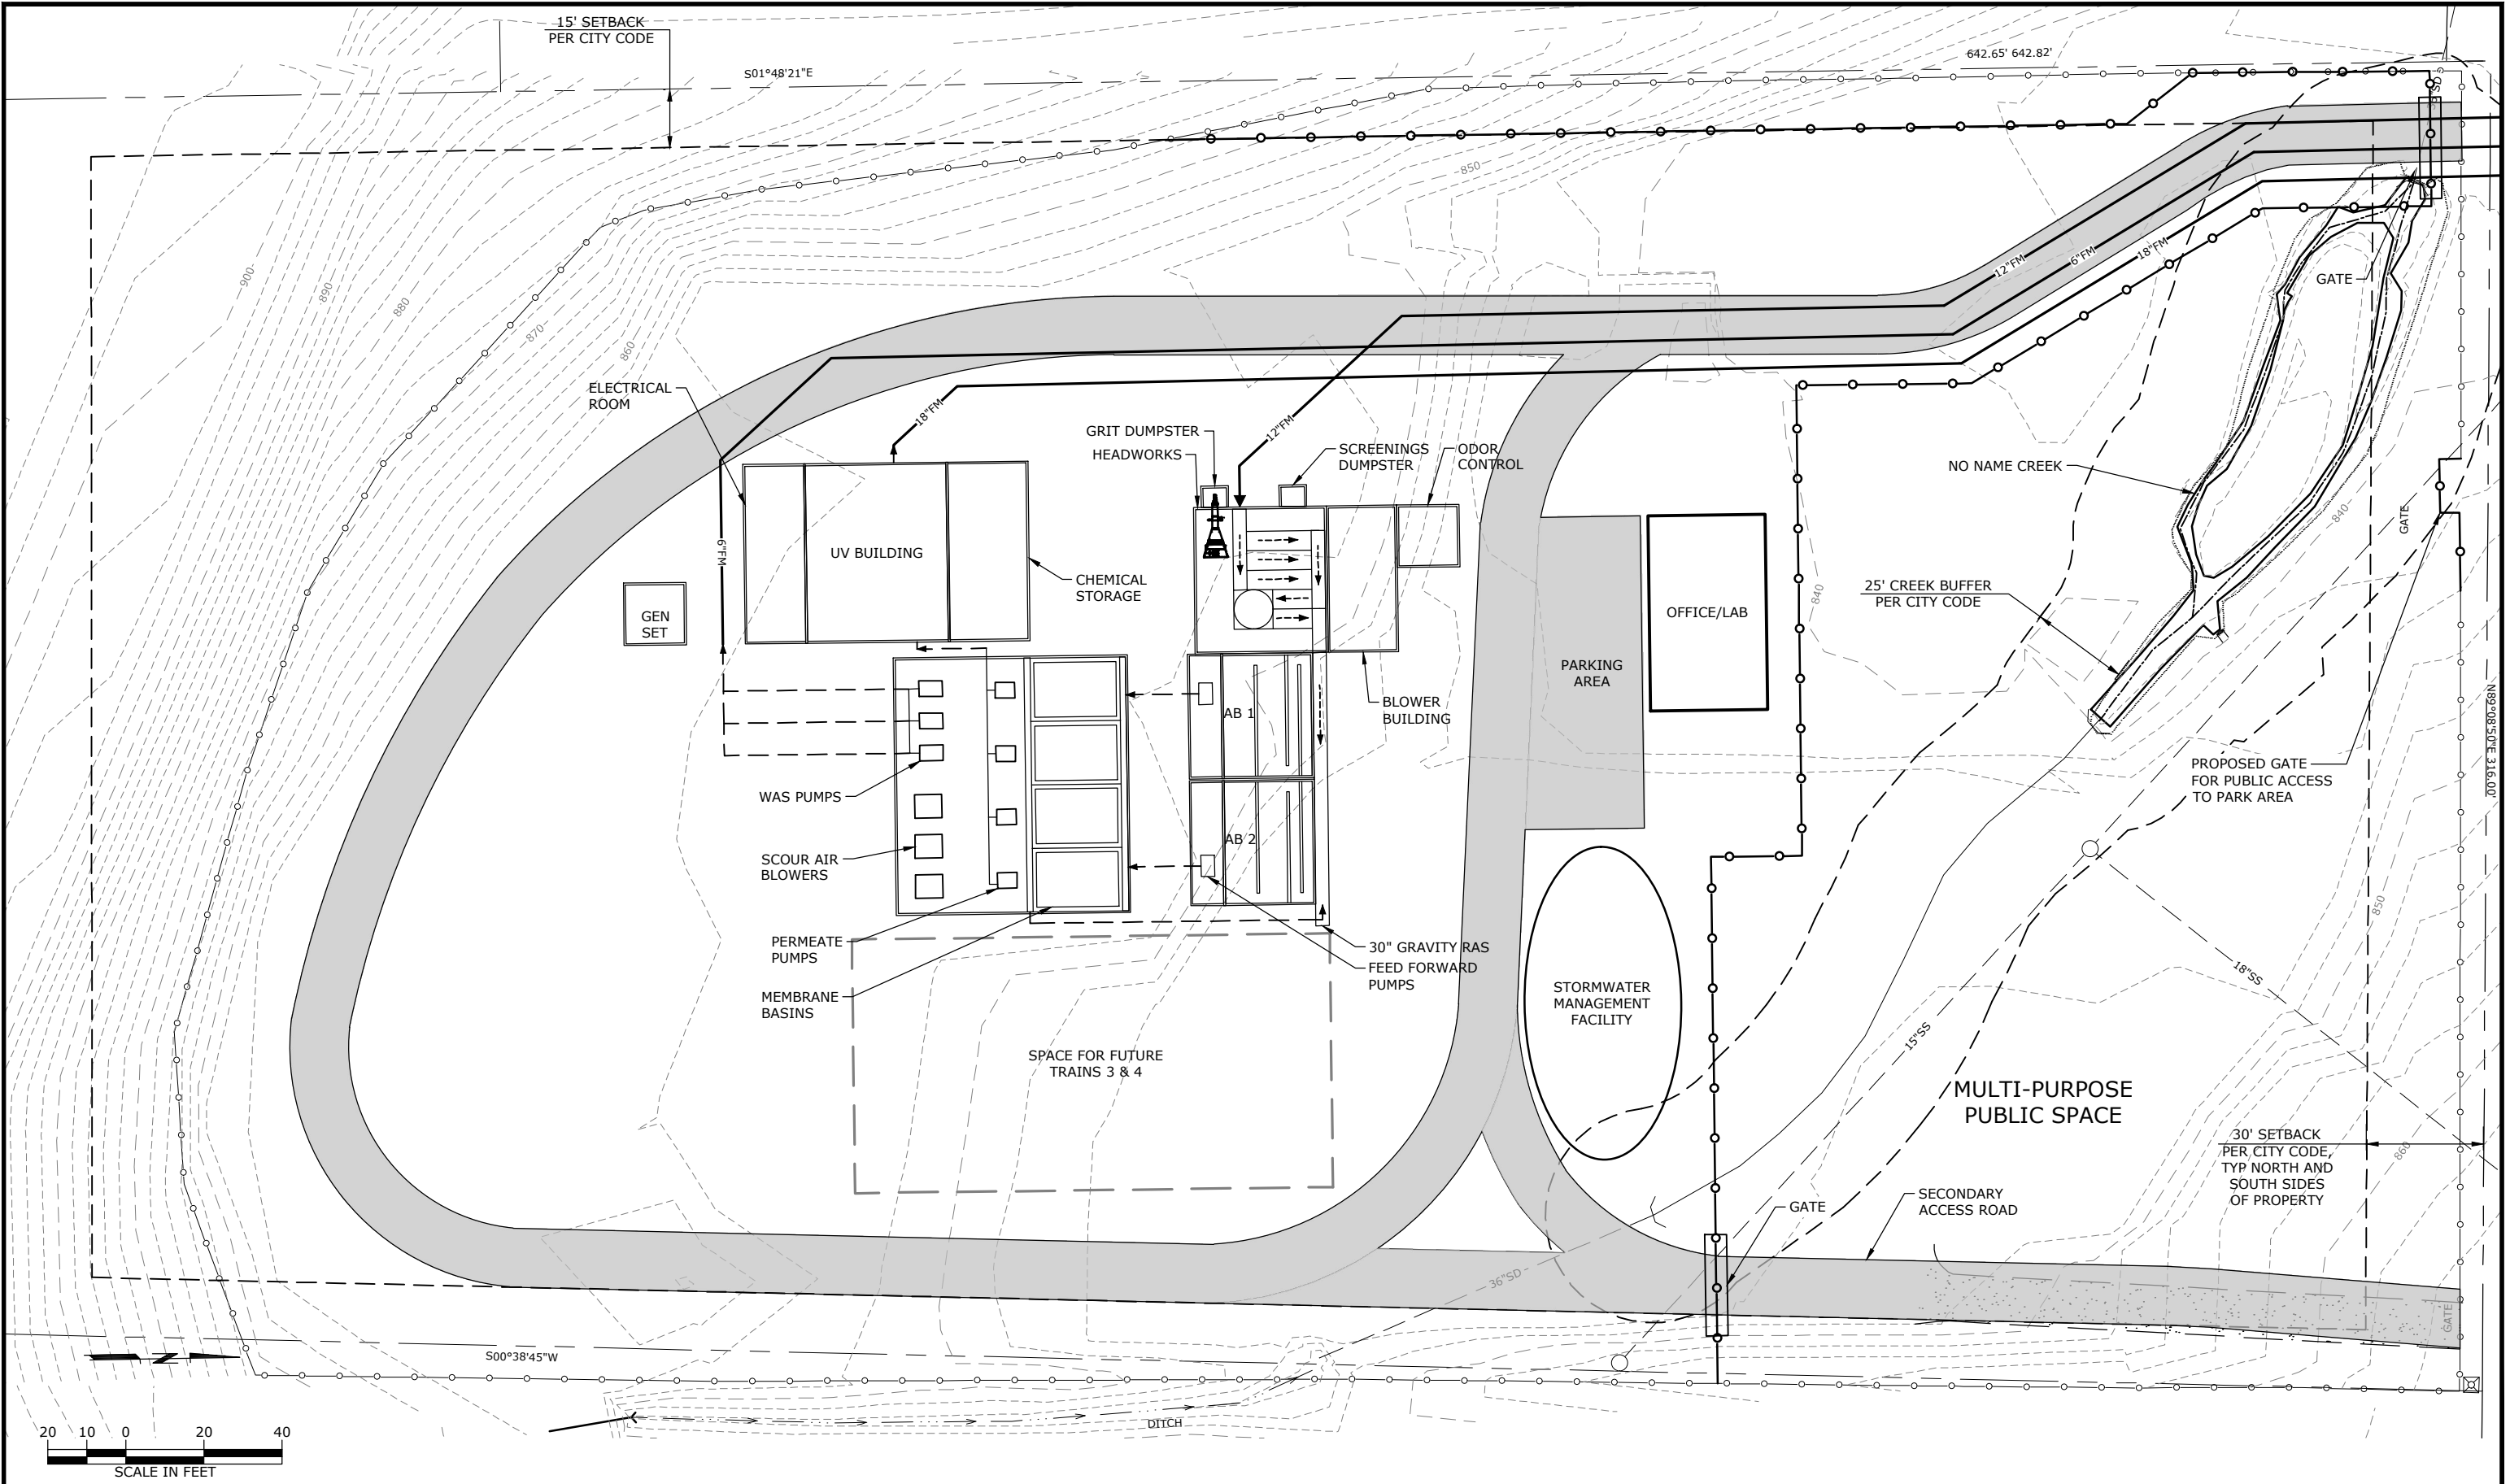 15' SETBACK
PER CITY CODE
S01°48'21"E
642.65' 642.82'
850
900
890
880
870
860
12"FM
6"FM
18"FM
GATE
ELECTRICAL
ROOM
18"FM
12"FM
GRIT DUMPSTER
HEADWORKS
SCREENINGS
DUMPSTER
ODOR
CONTROL
NO NAME CREEK
840
GATE
6"FM
UV BUILDING
CHEMICAL
STORAGE
GEN
SET
OFFICE/LAB
840
25' CREEK BUFFER
PER CITY CODE
PARKING
AREA
BLOWER
BUILDING
AB 1
AB 2
N89°08'50"E 316.00'
PROPOSED GATE
FOR PUBLIC ACCESS
TO PARK AREA
WAS PUMPS
SCOUR AIR
BLOWERS
PERMEATE
PUMPS
MEMBRANE
BASINS
30" GRAVITY RAS
FEED FORWARD
PUMPS
850
18"SS
STORMWATER
MANAGEMENT
FACILITY
15"SS
SPACE FOR FUTURE
TRAINS 3 & 4
MULTI-PURPOSE
PUBLIC SPACE
30' SETBACK
PER CITY CODE,
TYP NORTH AND
SOUTH SIDES
OF PROPERTY
860
GATE
SECONDARY
ACCESS ROAD
36"SD
GATE
S00°38'45"W
DITCH
20 10 0 20 40
SCALE IN FEET